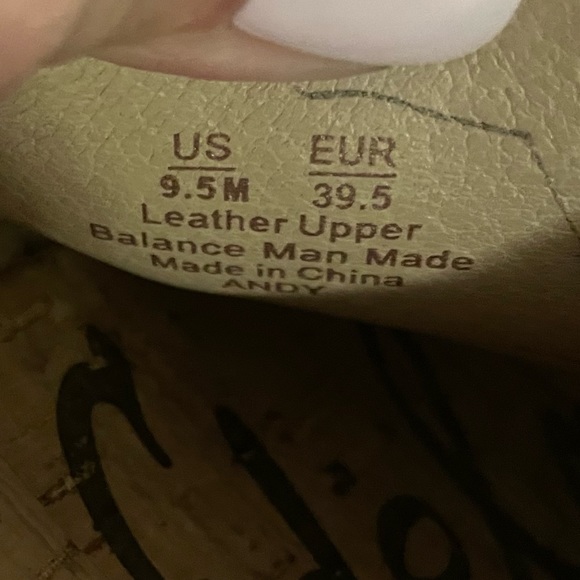 US EUR
9.5M 39.5
Leather Upper
Balance Man Made
Made in China
ANDY